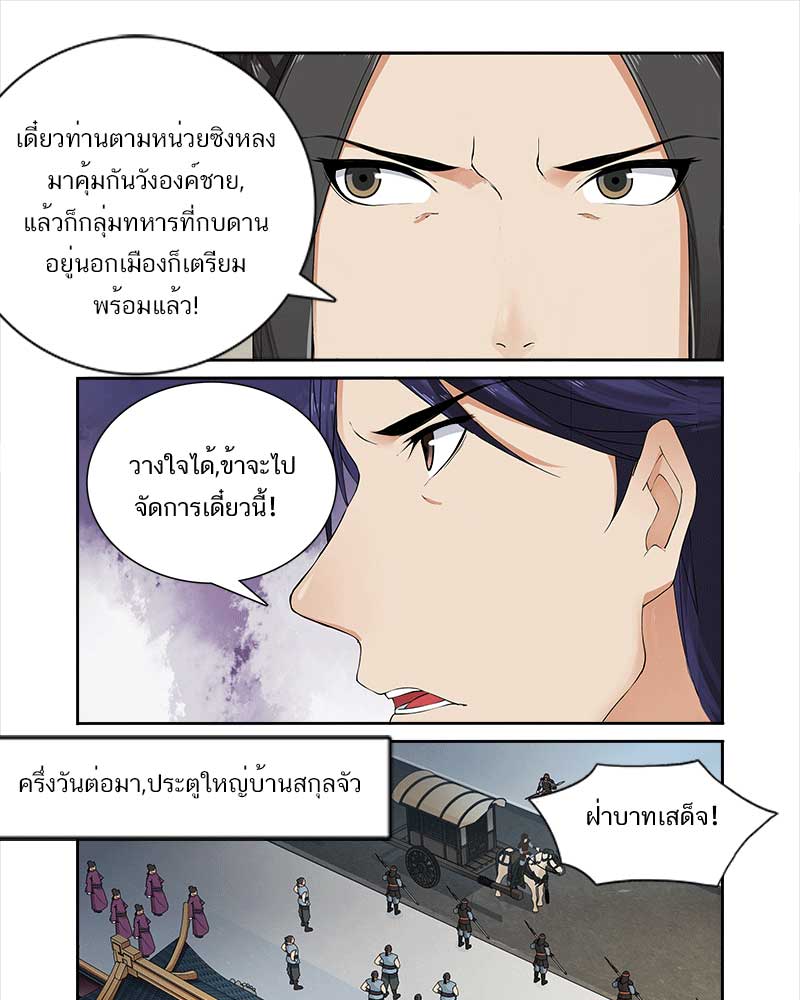 เดี๋ยวท่านตามหน่วยซิงหลง
มาคุ้มกันวังองค์ชาย,
แล้วก็กลุ่มทหารที่กบดาน
อยู่นอกเมืองก็เตรียม
พร้อมแล้ว!
วางใจได้,ข้าจะไป
จัดการเดี๋ยวนี้!
ครึ่งวันต่อมา,ประตูใหญ่บ้านสกุลจัว
ฝ่าบาทเสด็จ!